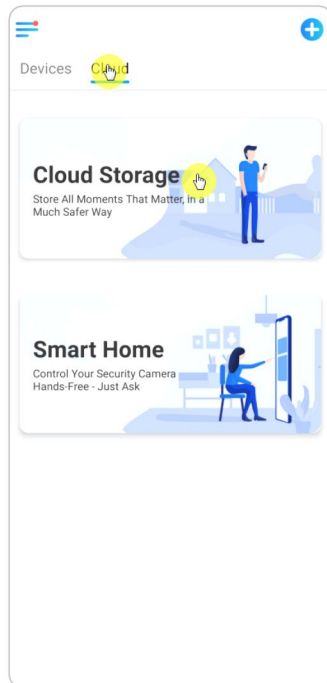 Devices Cloud
Cloud Storage
Store All Moments That Matter, In a
Much Safer Way
Smart Home
Control Your Security Camera
Hands-Free - Just Ask